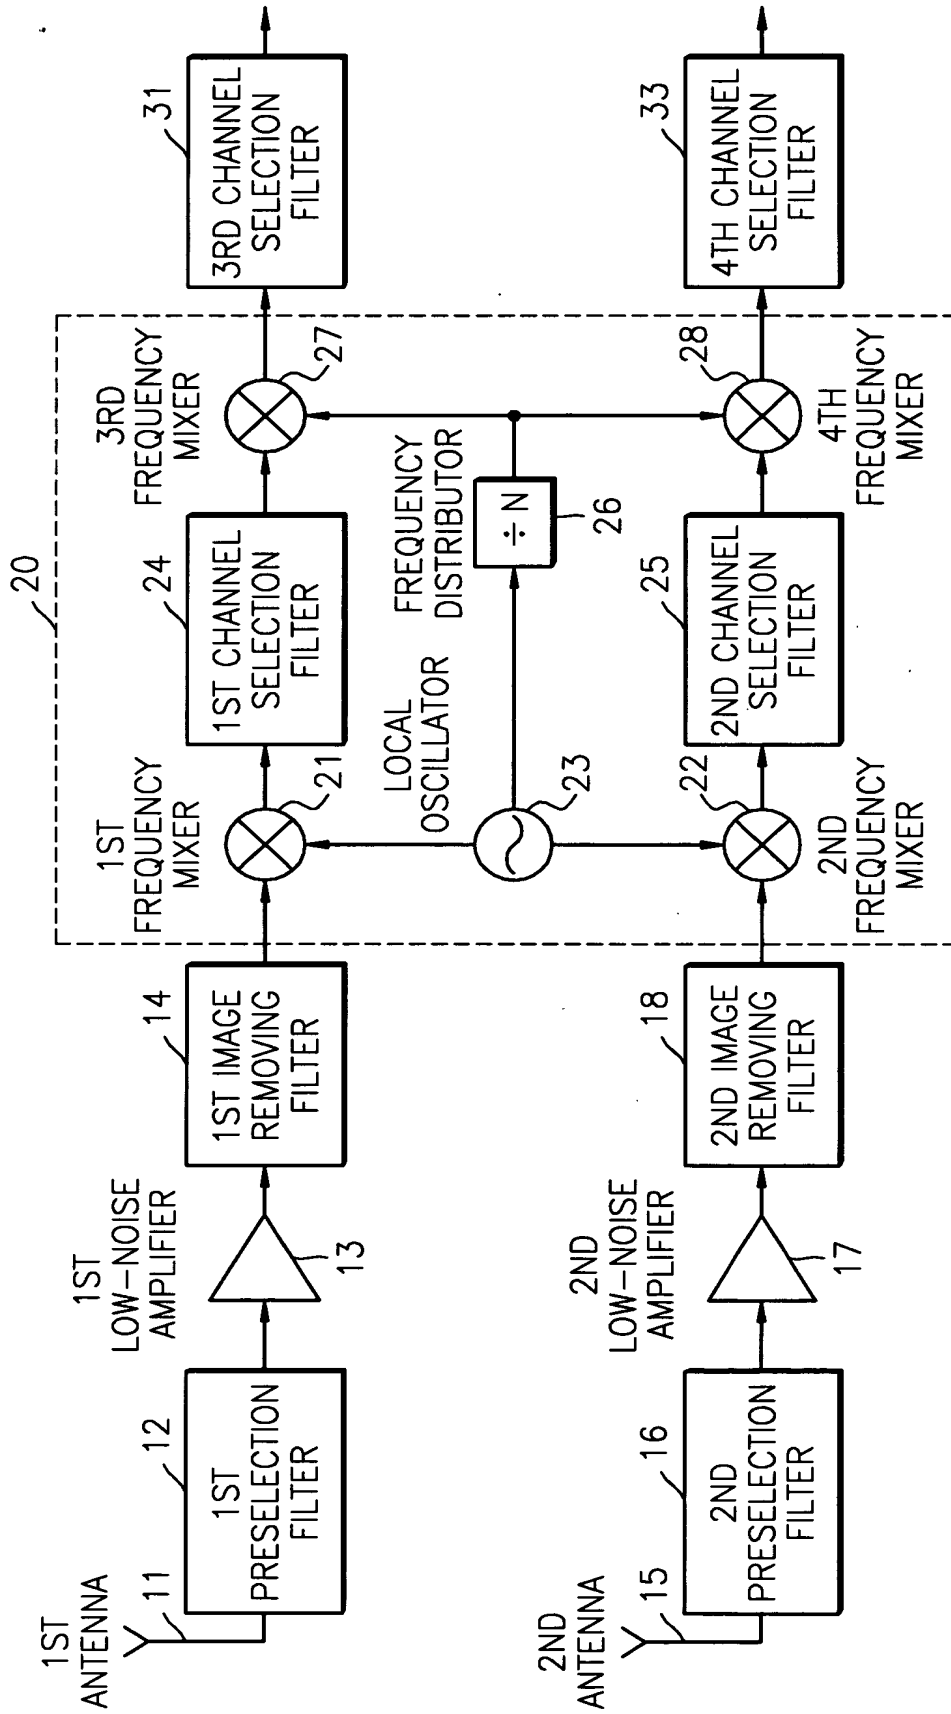 1ST
ANTENNA
11
12
1ST
PRESELECTION
FILTER
1ST
LOW-NOISE
AMPLIFIER
13
14
1ST IMAGE
REMOVING
FILTER
20
1ST
FREQUENCY
MIXER
21
24
1ST CHANNEL
SELECTION
FILTER
3RD
FREQUENCY
MIXER
27
31
3RD CHANNEL
SELECTION
FILTER
LOCAL
OSCILLATOR
23
FREQUENCY
DISTRIBUTOR
÷ N
26
2ND
ANTENNA
15
16
2ND
PRESELECTION
FILTER
2ND
LOW-NOISE
AMPLIFIER
17
18
2ND IMAGE
REMOVING
FILTER
22
2ND
FREQUENCY
MIXER
25
2ND CHANNEL
SELECTION
FILTER
28
4TH
FREQUENCY
MIXER
33
4TH CHANNEL
SELECTION
FILTER